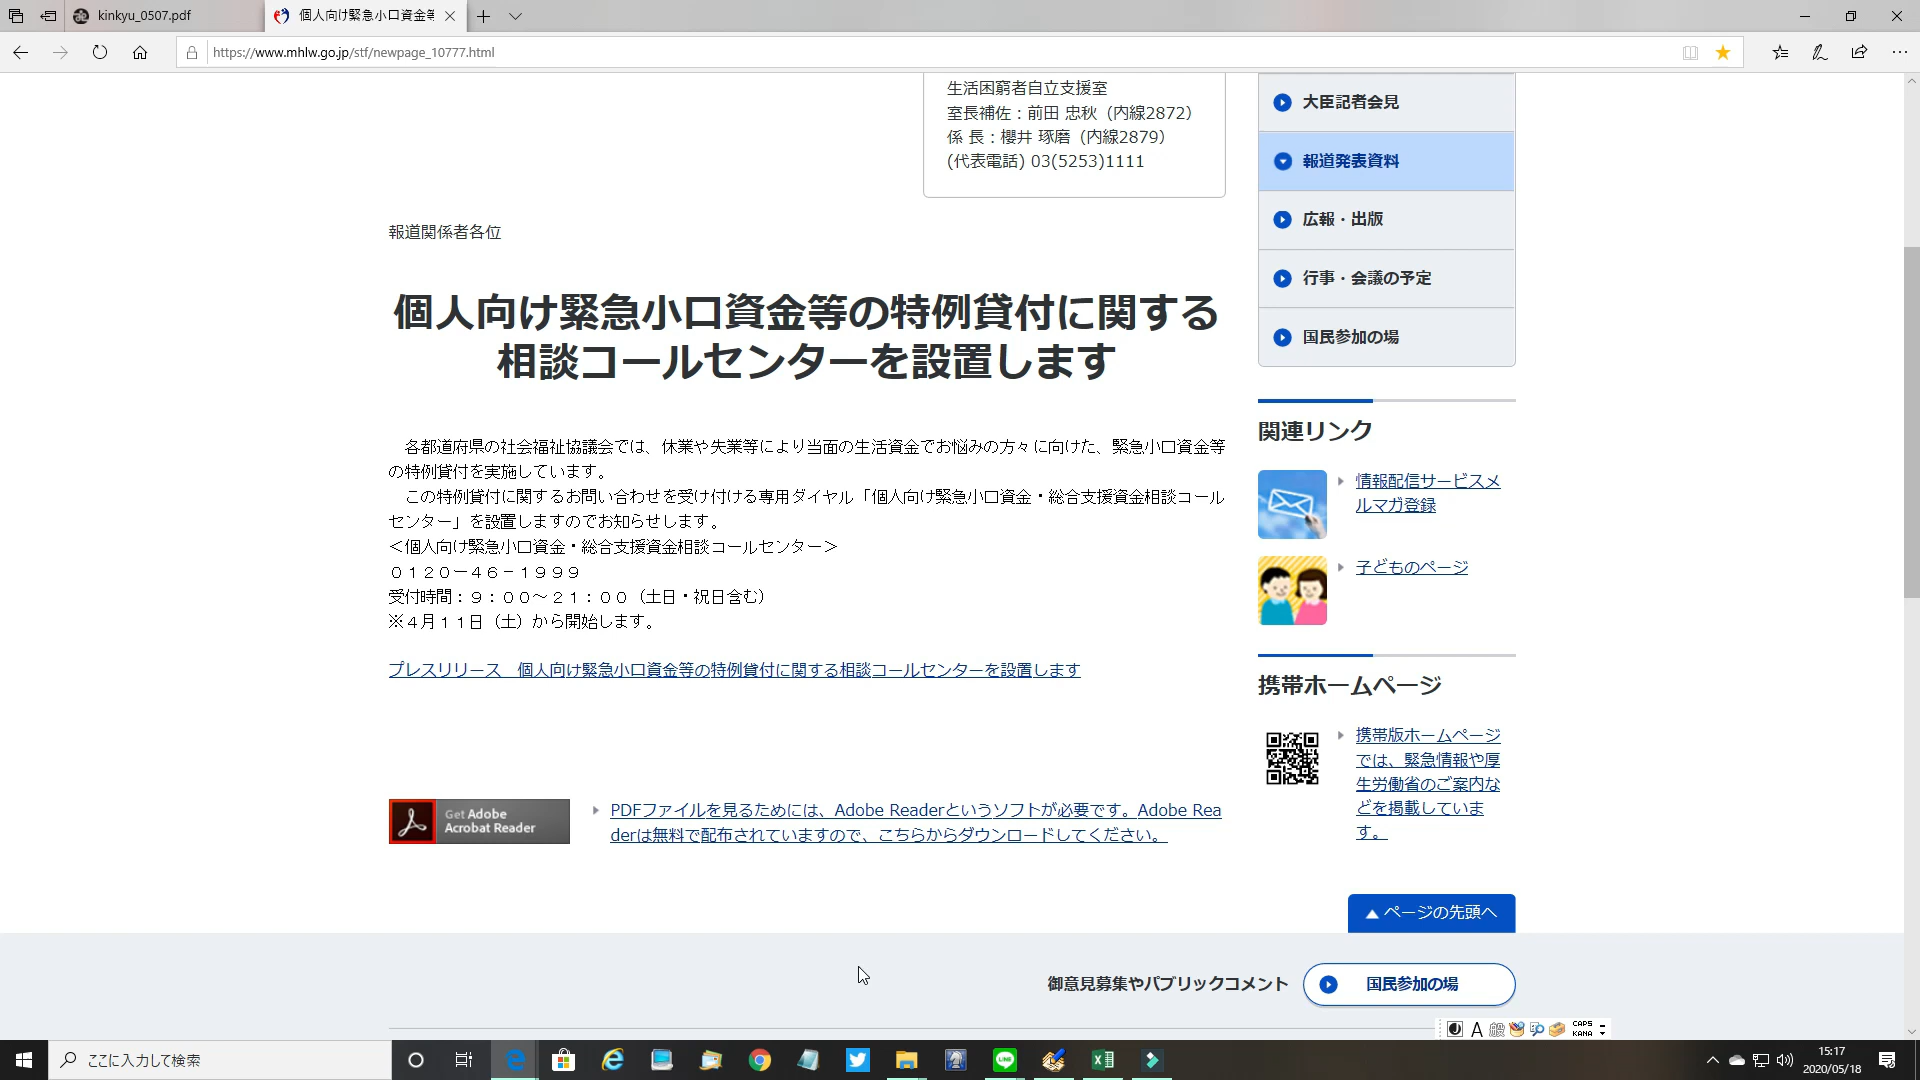 kinkyu_0507.pdf
個人向け緊急小口資金等
https://www.mhlw.go.jp/stf/newpage_10777.html
生活困窮者自立支援室
室長補佐：前田 忠秋（内線2872）
係 長：櫻井 琢磨（内線2879）
(代表電話) 03(5253)1111
報道関係者各位
個人向け緊急小口資金等の特例貸付に関する
相談コールセンターを設置します
各都道府県の社会福祉協議会では、休業や失業等により当面の生活資金でお悩みの方々に向けた、緊急小口資金等
の特例貸付を実施しています。
この特例貸付に関するお問い合わせを受け付ける専用ダイヤル「個人向け緊急小口資金・総合支援資金相談コール
センター」を設置しますのでお知らせします。
＜個人向け緊急小口資金・総合支援資金相談コールセンター＞
０１２０ー４６－１９９９
受付時間：９：００～２１：００（土日・祝日含む）
※４月１１日（土）から開始します。
プレスリリース　個人向け緊急小口資金等の特例貸付に関する相談コールセンターを設置します
Get Adobe
Acrobat Reader
PDFファイルを見るためには、Adobe Readerというソフトが必要です。Adobe Rea
derは無料で配布されていますので、こちらからダウンロードしてください。
大臣記者会見
報道発表資料
広報・出版
行事・会議の予定
国民参加の場
関連リンク
情報配信サービスメ
ルマガ登録
子どものページ
携帯ホームページ
携帯版ホームページ
では、緊急情報や厚
生労働省のご案内な
どを掲載していま
す。
ページの先頭へ
御意見募集やパブリックコメント
国民参加の場
A 般 CAPS
KANA
ここに入力して検索
LINE
15:17
2020/05/18